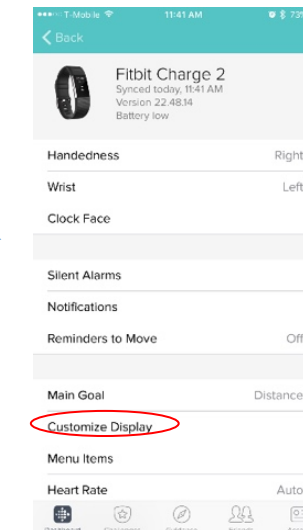 T-Mobile 11:41 AM 73%
Back
Fitbit Charge 2
Synced today, 11:41 AM
Version 22.48.14
Battery low
Handedness Right
Wrist Left
Clock Face
Silent Alarms
Notifications
Reminders to Move Off
Main Goal Distance
Customize Display
Menu Items
Heart Rate Auto